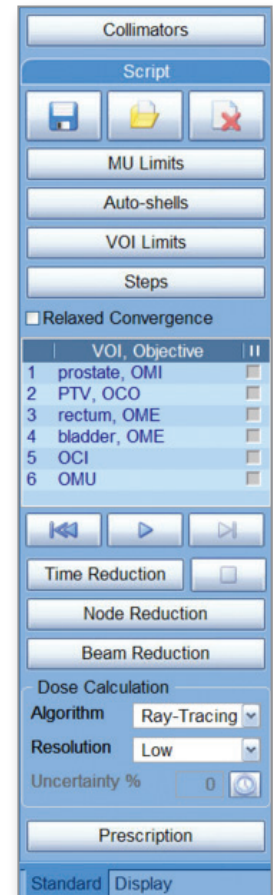 Collimators
Script
MU Limits
Auto-shells
VOI Limits
Steps
Relaxed Convergence
VOI, Objective
1 prostate, OMI
2 PTV, OCO
3 rectum, OME
4 bladder, OME
5 OCI
6 OMU
Time Reduction
Node Reduction
Beam Reduction
Dose Calculation
Algorithm Ray-Tracing
Resolution Low
Uncertainty % 0
Prescription
Standard Display